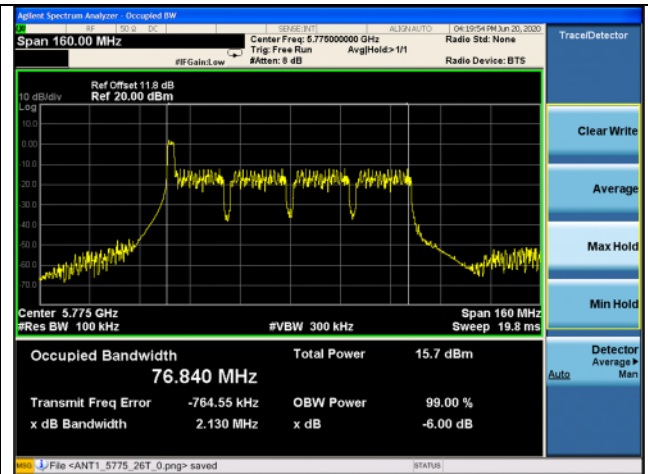 Agilent Spectrum Analyzer - Occupied BW
RF 50 Ω DC SENSE:INT ALIGN AUTO 04:19:54 PM Jun 20, 2020
Span 160.00 MHz Center Freq: 5.775000000 GHz Radio Std: None Trace/Detector
Trig: Free Run Avg|Hold:>1/1
#IFGain:Low #Atten: 8 dB Radio Device: BTS
Ref Offset 11.8 dB
10 dB/div Ref 20.00 dBm
Log
10.0
0.00
-10.0
-20.0
-30.0
-40.0
-50.0
-60.0
-70.0
Clear Write
Average
Max Hold
Min Hold
Center 5.775 GHz Span 160 MHz
#Res BW 100 kHz #VBW 300 kHz Sweep 19.8 ms
Occupied Bandwidth Total Power 15.7 dBm
76.840 MHz
Transmit Freq Error -764.55 kHz OBW Power 99.00 %
x dB Bandwidth 2.130 MHz x dB -6.00 dB
Detector
Average
Auto Man
MSG File <ANT1_5775_26T_0.png> saved STATUS